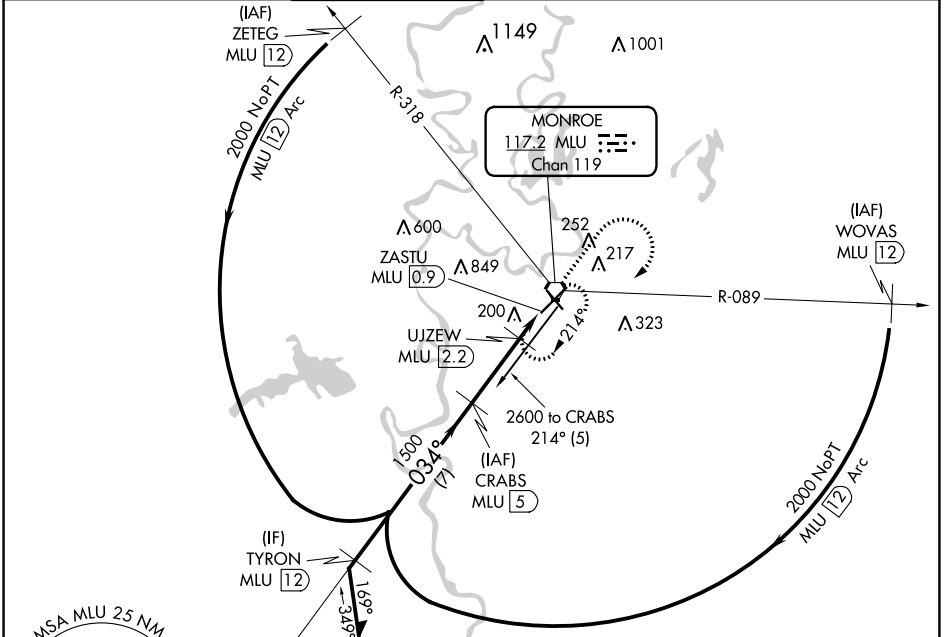 (IAF)
ZETEG
MLU 12
1149
1001
2000 NoPT
MLU 12 Arc
R-318
MONROE
117.2 MLU
Chan 119
600
252
217
(IAF)
WOVAS
MLU 12
ZASTU
MLU 0.9
849
R-089
200
323
214°
UJZEW
MLU 2.2
2600 to CRABS
214° (5)
1500
034°
(7)
(IAF)
CRABS
MLU 5
2000 NoPT
MLU 12 Arc
(IF)
TYRON
MLU 12
169°
349°
MSA MLU 25 NM